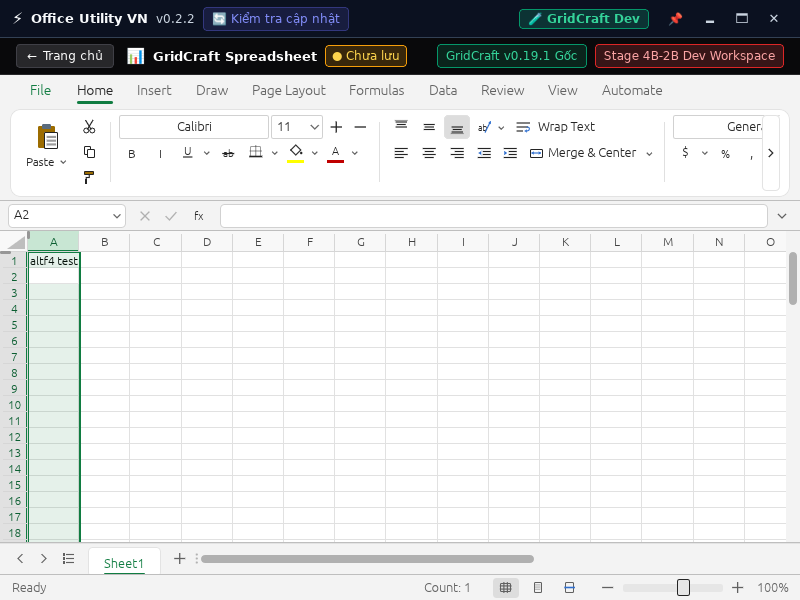 ⚡ Office Utility VN v0.2.2 🔄 Kiểm tra cập nhật 🧪 GridCraft Dev
← Trang chủ 📊 GridCraft Spreadsheet Chưa lưu GridCraft v0.19.1 Gốc Stage 4B-2B Dev Workspace
File Home Insert Draw Page Layout Formulas Data Review View Automate
Calibri 11 Wrap Text Gener
Paste B I U ab Merge & Center $ % ,
A2 fx
A B C D E F G H I J K L M N O
1 altf4 test
2
3
4
5
6
7
8
9
10
11
12
13
14
15
16
17
18
Sheet1
Ready Count: 1 100%